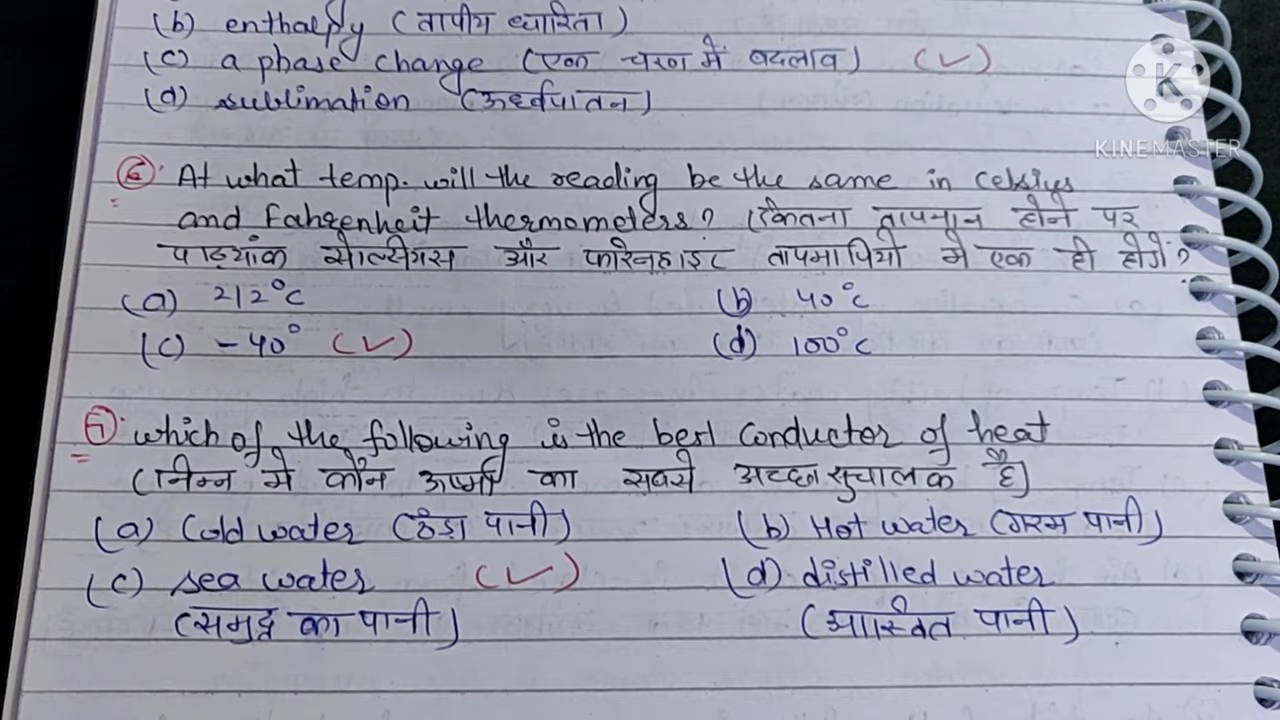 (b) enthalpy (तापीय धारिता)
(c) a phase change (एक चरण में बदलाव) (✓)
(d) sublimation (ऊर्ध्वपातन)
K
KINEMASTER
⑥ At what temp. will the reading be the same in Celsius
and Fahrenheit thermometers? (कितना तापमान होने पर
पाठ्यांक सेल्सीयस और फारेनहाइट तापमापियों में एक ही होंगे?
(a) 212°C (b) 40°C
(c) -40° (✓) (d) 100°C
⑦ which of the following is the best conductor of heat
(निम्न में कौन ऊष्मा का सबसे अच्छा सुचालक है)
(a) Cold water (ठंडा पानी) (b) Hot water (गरम पानी)
(c) sea water (✓) (d) distilled water
(समुद्र का पानी) (आस्वित पानी)